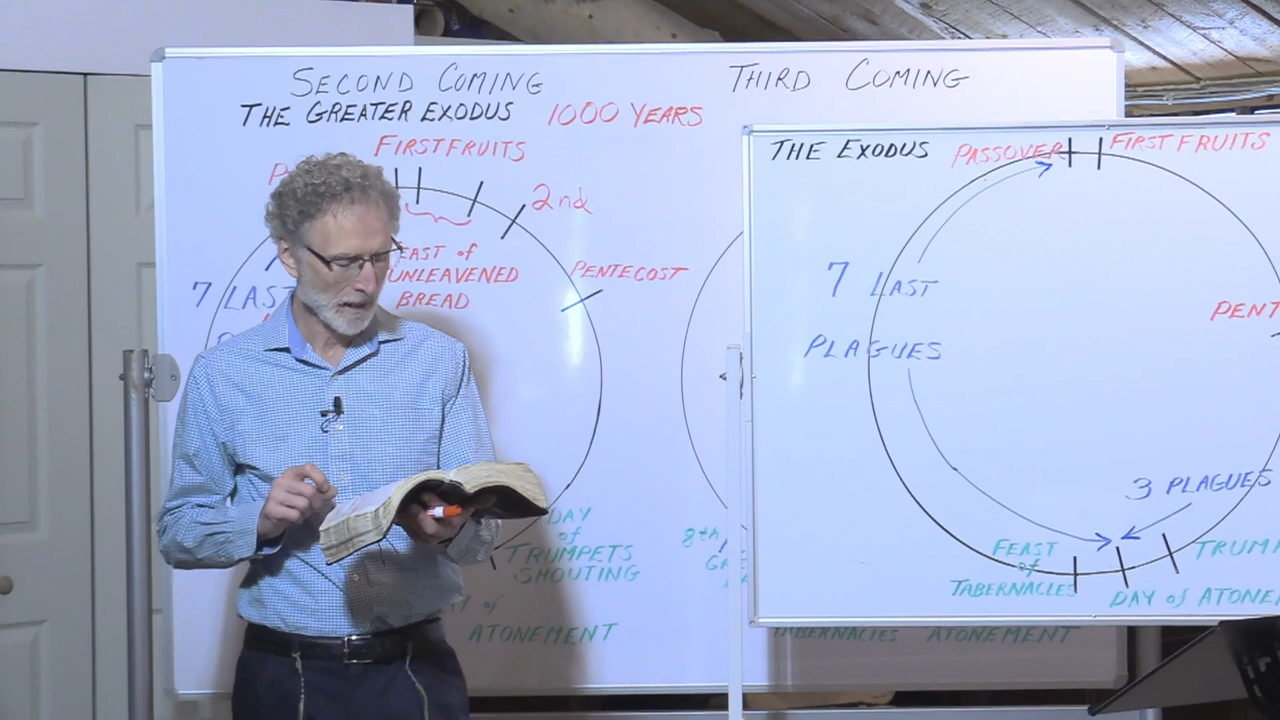 SECOND COMING
THE GREATER EXODUS 1000 YEARS
FIRSTFRUITS
2nd
FEAST of
UNLEAVENED
BREAD
PENTECOST
7 LAST
DAY
of
TRUMPETS
SHOUTING
ATONEMENT
THIRD COMING
8th
TABERNACLES ATONEMENT
THE EXODUS PASSOVER FIRST FRUITS
7 LAST
PLAGUES
PENT
3 PLAGUES
FEAST
of
TABERNACLES
TRUM
DAY of ATONE